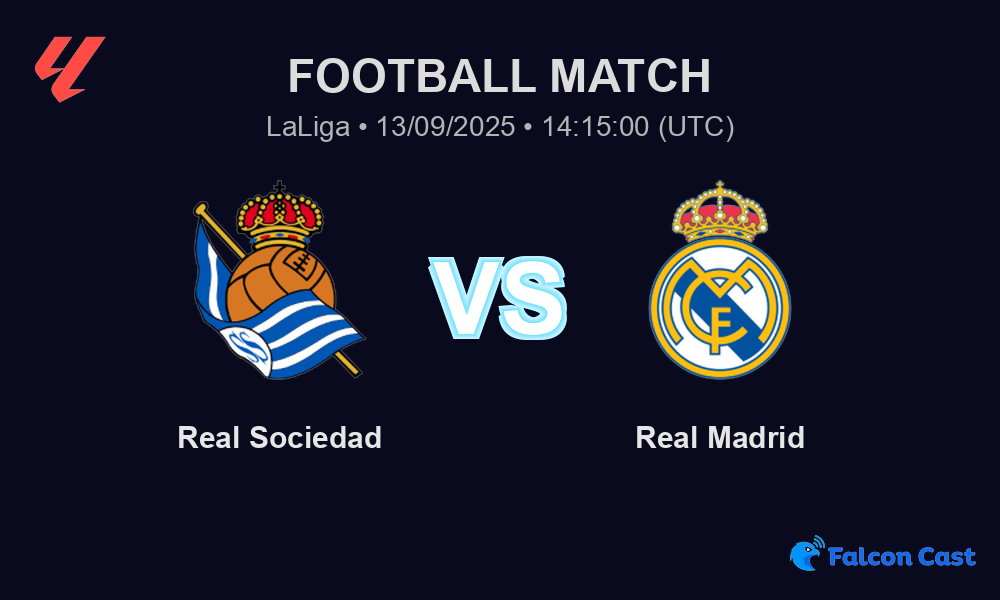 FOOTBALL MATCH
LaLiga • 13/09/2025 • 14:15:00 (UTC)
VS
Real Sociedad
Real Madrid
Falcon Cast